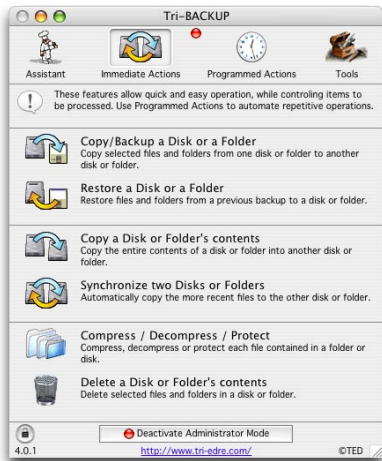 Tri-BACKUP
Assistant
Immediate Actions
Programmed Actions
Tools
These features allow quick and easy operation, while controling items to
be processed. Use Programmed Actions to automate repetitive operations.
Copy/Backup a Disk or a Folder
Copy selected files and folders from one disk or folder to another
disk or folder.
Restore a Disk or a Folder
Restore files and folders from a previous backup to a disk or folder.
Copy a Disk or Folder's contents
Copy the entire contents of a disk or folder into another disk or
folder.
Synchronize two Disks or Folders
Automatically copy the more recent files to the other disk or folder.
Compress / Decompress / Protect
Compress, decompress or protect each file contained in a folder or
disk.
Delete a Disk or Folder's contents
Delete selected files and folders in a disk or folder.
Deactivate Administrator Mode
4.0.1
http://www.tri-edre.com/
©TED